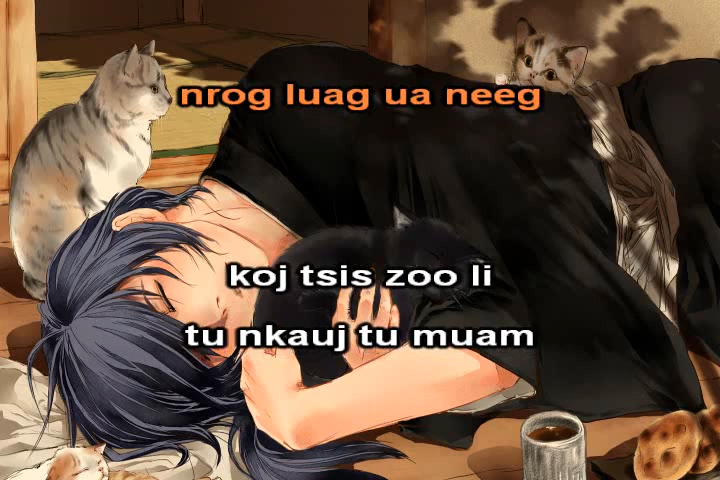 nrog luag ua neeg
koj tsis zoo li
tu nkauj tu muam